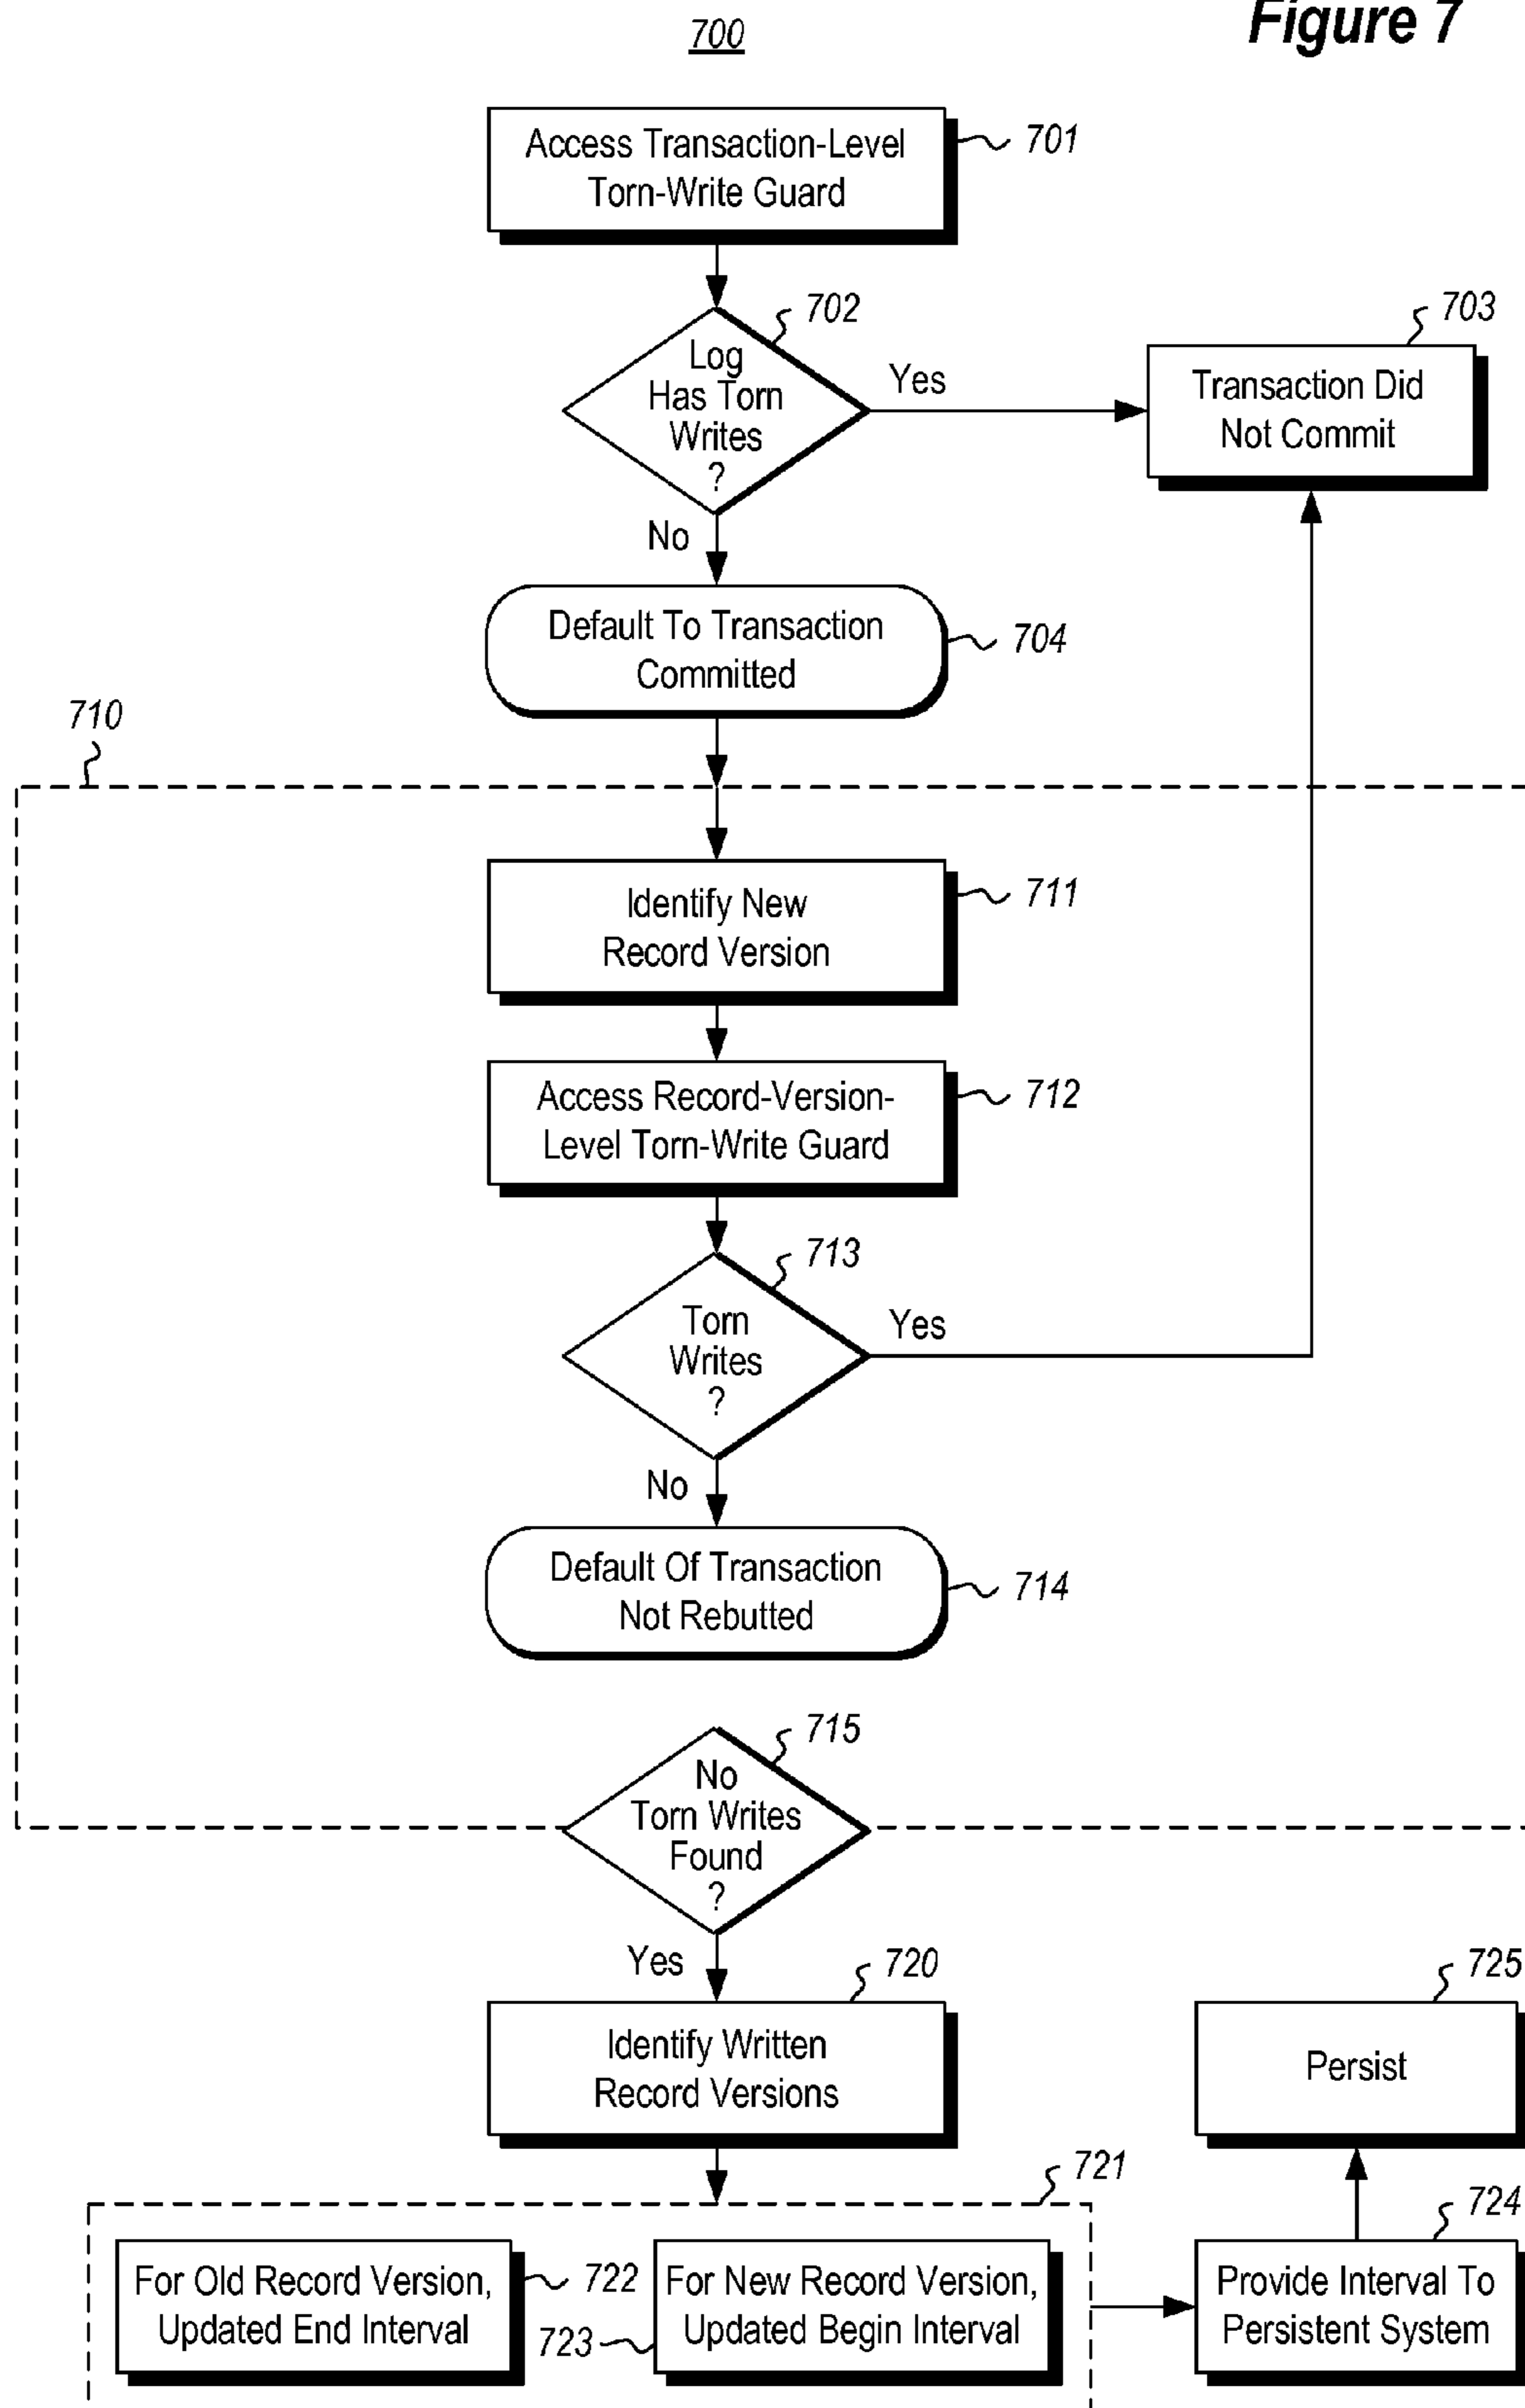 Figure 7
700
Access Transaction-Level
Torn-Write Guard
701
702
Log
Has Torn
Writes
?
Yes
703
Transaction Did
Not Commit
No
Default To Transaction
Committed
704
710
Identify New
Record Version
711
Access Record-Version-
Level Torn-Write Guard
712
713
Torn
Writes
?
Yes
No
Default Of Transaction
Not Rebutted
714
715
No
Torn Writes
Found
?
Yes
720
725
Identify Written
Record Versions
Persist
721
724
For Old Record Version,
Updated End Interval
722
For New Record Version,
Updated Begin Interval
723
Provide Interval To
Persistent System